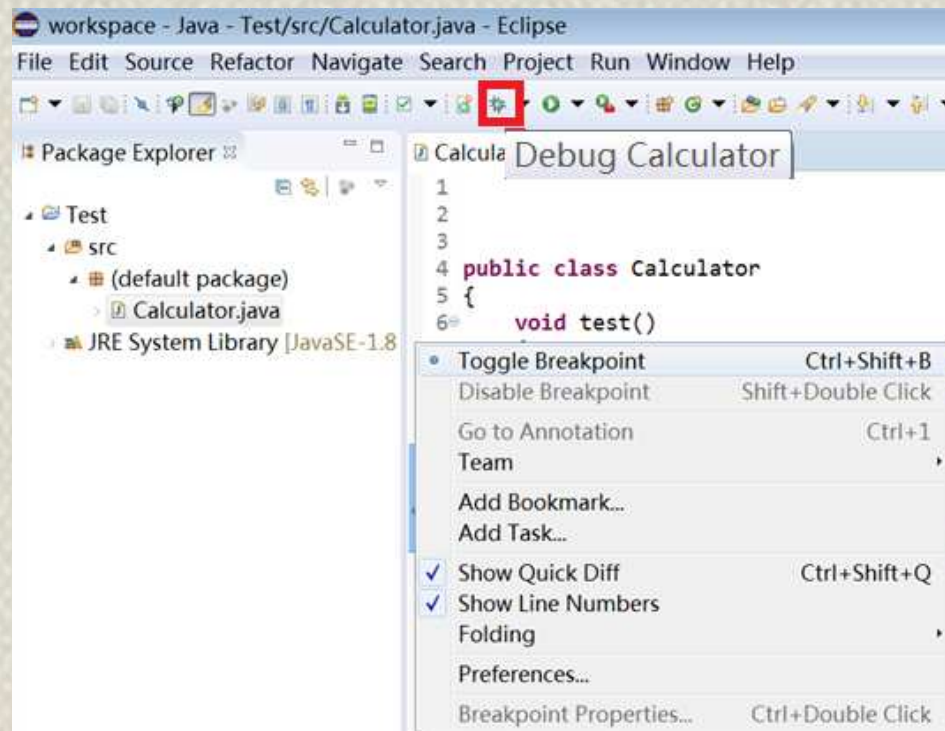 workspace - Java - Test/src/Calculator.java - Eclipse
File Edit Source Refactor Navigate Search Project Run Window Help
Package Explorer
Calcula
Debug Calculator
1
2
3
4 public class Calculator
5 {
6 void test()
Test
src
(default package)
Calculator.java
JRE System Library [JavaSE-1.8
Toggle Breakpoint Ctrl+Shift+B
Disable Breakpoint Shift+Double Click
Go to Annotation Ctrl+1
Team
Add Bookmark...
Add Task...
Show Quick Diff Ctrl+Shift+Q
Show Line Numbers
Folding
Preferences...
Breakpoint Properties... Ctrl+Double Click